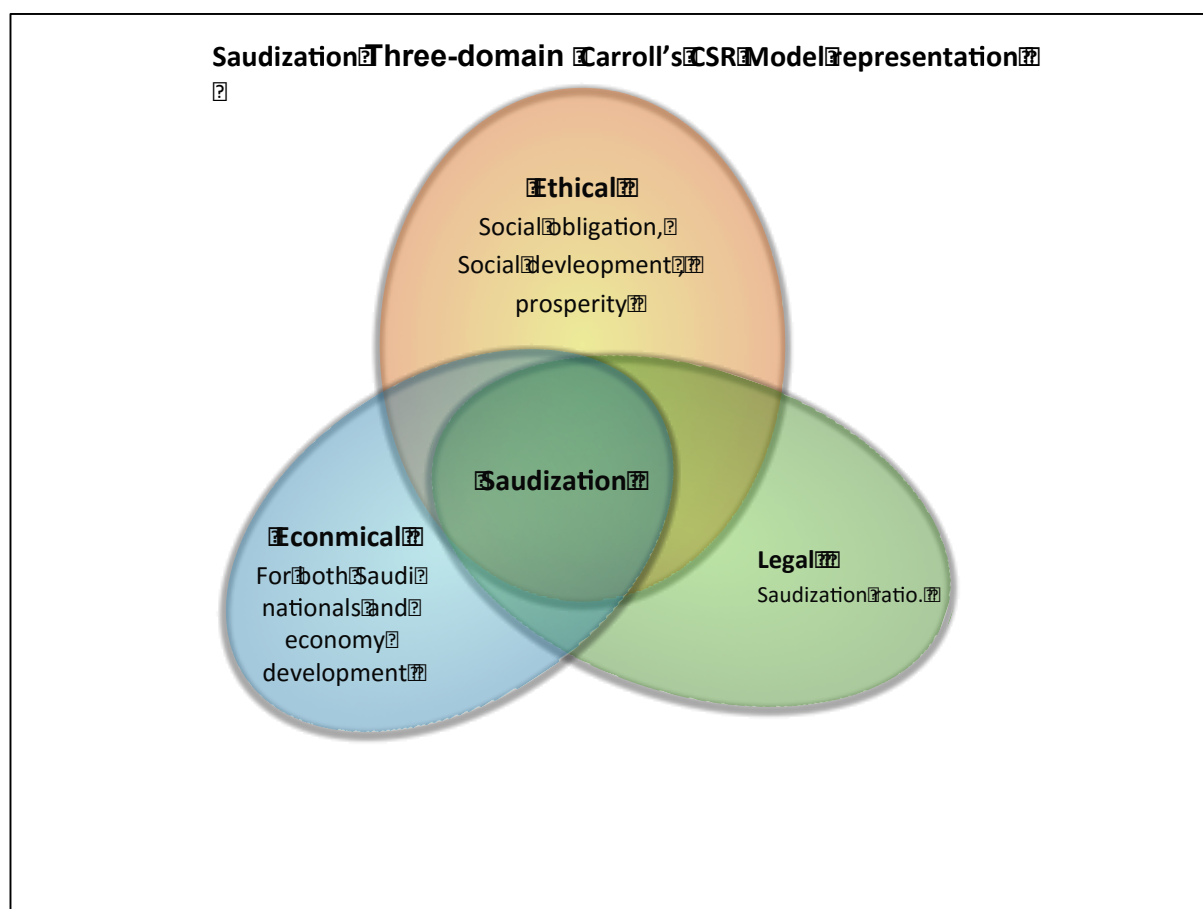 Saudization Three-domain Carroll's CSR Model representation
Ethical
Social obligation,
Social devleopment ,
prosperity
Saudization
Econmical
For both Saudi
nationals and
economy
development
Legal
Saudization ratio.